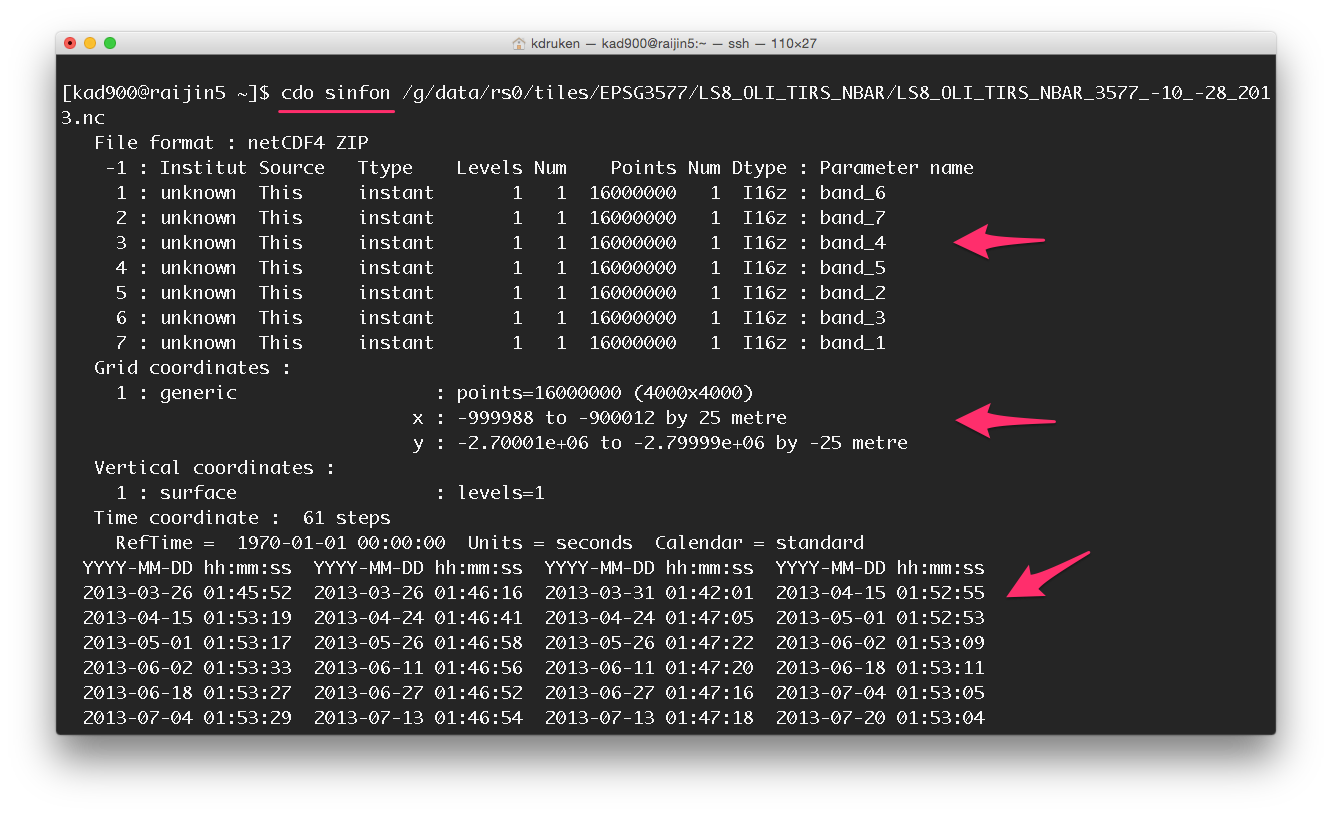 kdruken — kad900@raijin5:~ — ssh — 110×27
[kad900@raijin5 ~]$ cdo sinfon /g/data/rs0/tiles/EPSG3577/LS8_OLI_TIRS_NBAR/LS8_OLI_TIRS_NBAR_3577_-10_-28_201
3.nc
File format : netCDF4 ZIP
-1 : Institut Source   Ttype    Levels Num    Points Num Dtype : Parameter name
1 : unknown  This     instant       1   1  16000000   1  I16z : band_6
2 : unknown  This     instant       1   1  16000000   1  I16z : band_7
3 : unknown  This     instant       1   1  16000000   1  I16z : band_4
4 : unknown  This     instant       1   1  16000000   1  I16z : band_5
5 : unknown  This     instant       1   1  16000000   1  I16z : band_2
6 : unknown  This     instant       1   1  16000000   1  I16z : band_3
7 : unknown  This     instant       1   1  16000000   1  I16z : band_1
Grid coordinates :
1 : generic                  : points=16000000 (4000x4000)
x : -999988 to -900012 by 25 metre
y : -2.70001e+06 to -2.79999e+06 by -25 metre
Vertical coordinates :
1 : surface                  : levels=1
Time coordinate :  61 steps
RefTime =  1970-01-01 00:00:00  Units = seconds  Calendar = standard
YYYY-MM-DD hh:mm:ss  YYYY-MM-DD hh:mm:ss  YYYY-MM-DD hh:mm:ss  YYYY-MM-DD hh:mm:ss
2013-03-26 01:45:52  2013-03-26 01:46:16  2013-03-31 01:42:01  2013-04-15 01:52:55
2013-04-15 01:53:19  2013-04-24 01:46:41  2013-04-24 01:47:05  2013-05-01 01:52:53
2013-05-01 01:53:17  2013-05-26 01:46:58  2013-05-26 01:47:22  2013-06-02 01:53:09
2013-06-02 01:53:33  2013-06-11 01:46:56  2013-06-11 01:47:20  2013-06-18 01:53:11
2013-06-18 01:53:27  2013-06-27 01:46:52  2013-06-27 01:47:16  2013-07-04 01:53:05
2013-07-04 01:53:29  2013-07-13 01:46:54  2013-07-13 01:47:18  2013-07-20 01:53:04